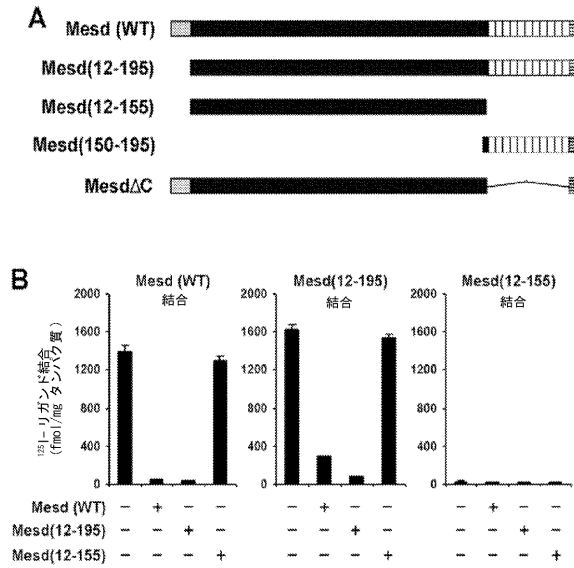 A
Mesd (WT)
Mesd(12-195)
Mesd(12-155)
Mesd(150-195)
MesdΔC
B
Mesd (WT)
結合
Mesd(12-195)
結合
Mesd(12-155)
結合
¹²⁵I-リガンド結合
(fmol/mg タンパク質)
2000
1600
1200
800
400
0
2000
1600
1200
800
400
0
2000
1600
1200
800
400
0
Mesd (WT) − + − − − + − − − + − −
Mesd(12-195) − − + − − − + − − − + −
Mesd(12-155) − − − + − − − + − − − +